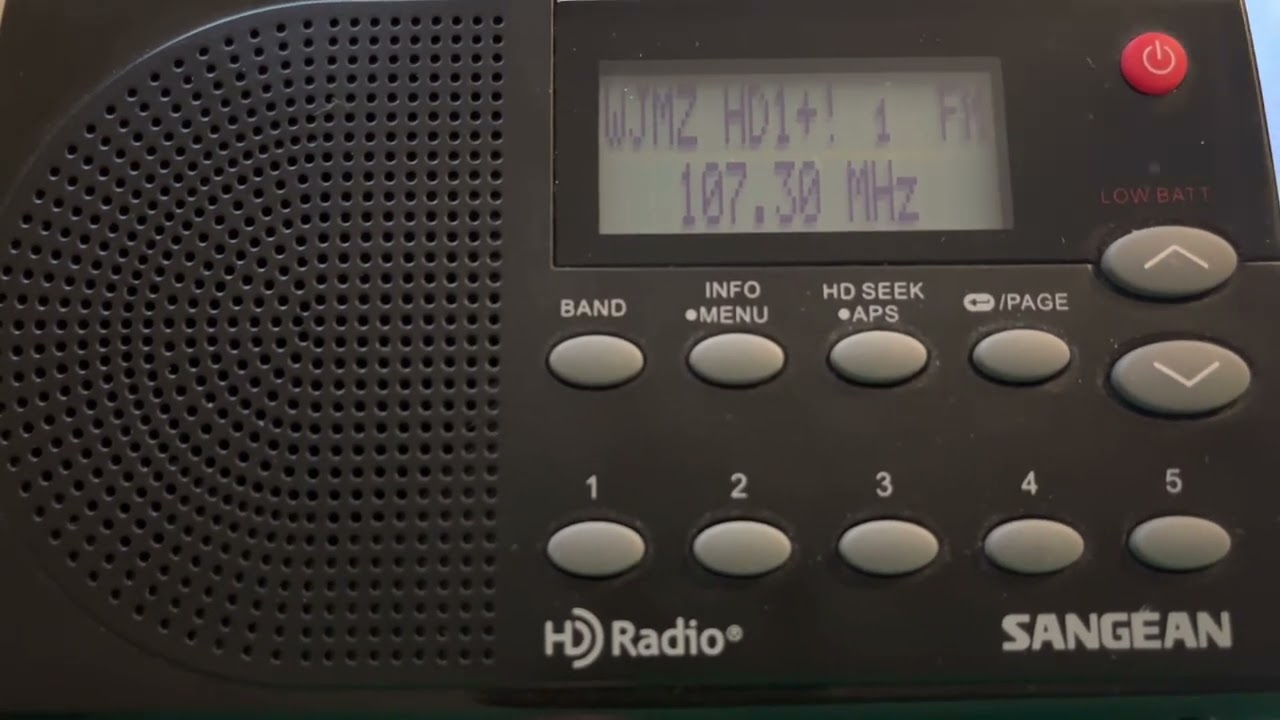 WJMZ HD1+! 1 FM
107.30 MHz
LOW BATT
BAND
INFO
●MENU
HD SEEK
●APS
/PAGE
1 2 3 4 5
HD Radio®
SANGEAN